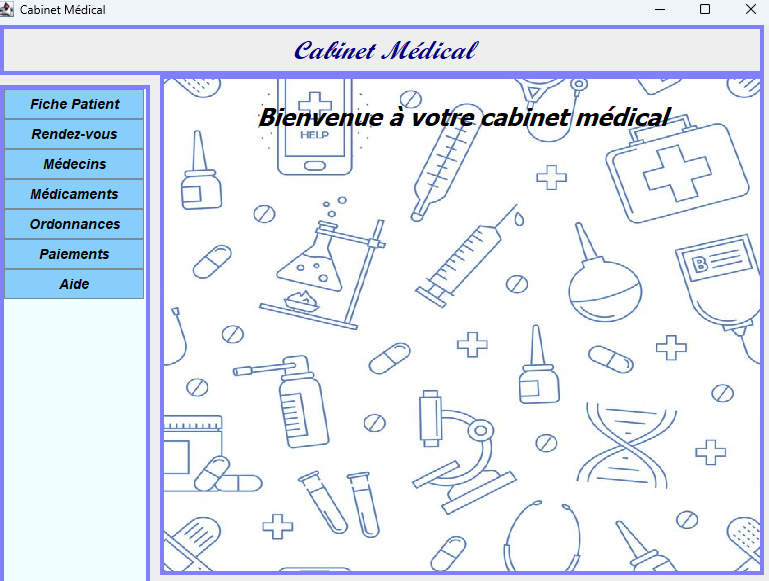 Cabinet Médical
Cabinet Médical
Fiche Patient
Rendez-vous
Médecins
Médicaments
Ordonnances
Paiements
Aide
Bienvenue à votre cabinet médical
HELP
B